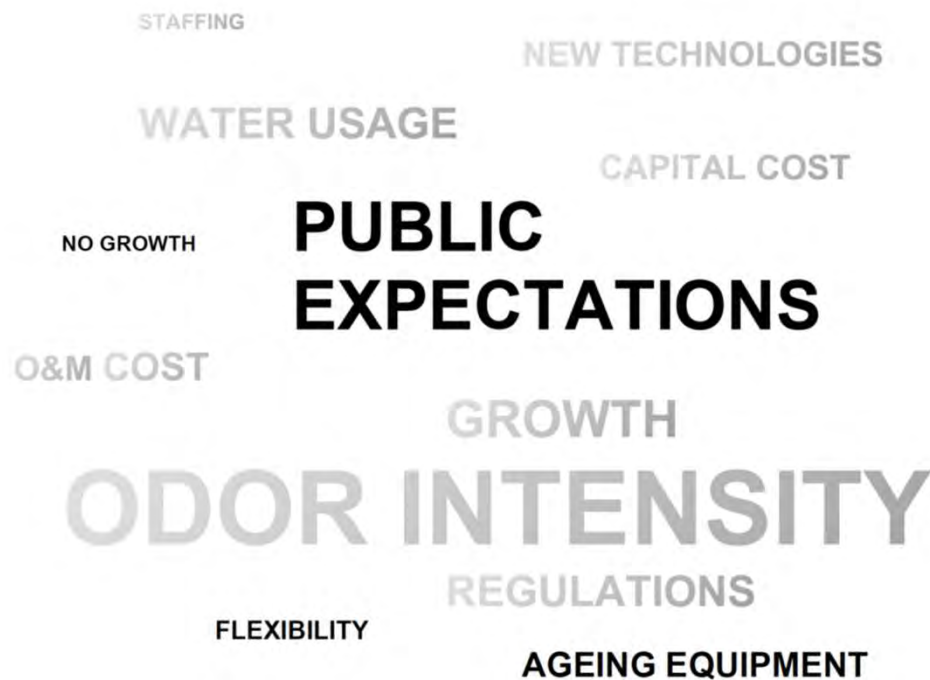 STAFFING
NEW TECHNOLOGIES
WATER USAGE
CAPITAL COST
NO GROWTH
PUBLIC
EXPECTATIONS
O&M COST
GROWTH
ODOR INTENSITY
REGULATIONS
FLEXIBILITY
AGEING EQUIPMENT